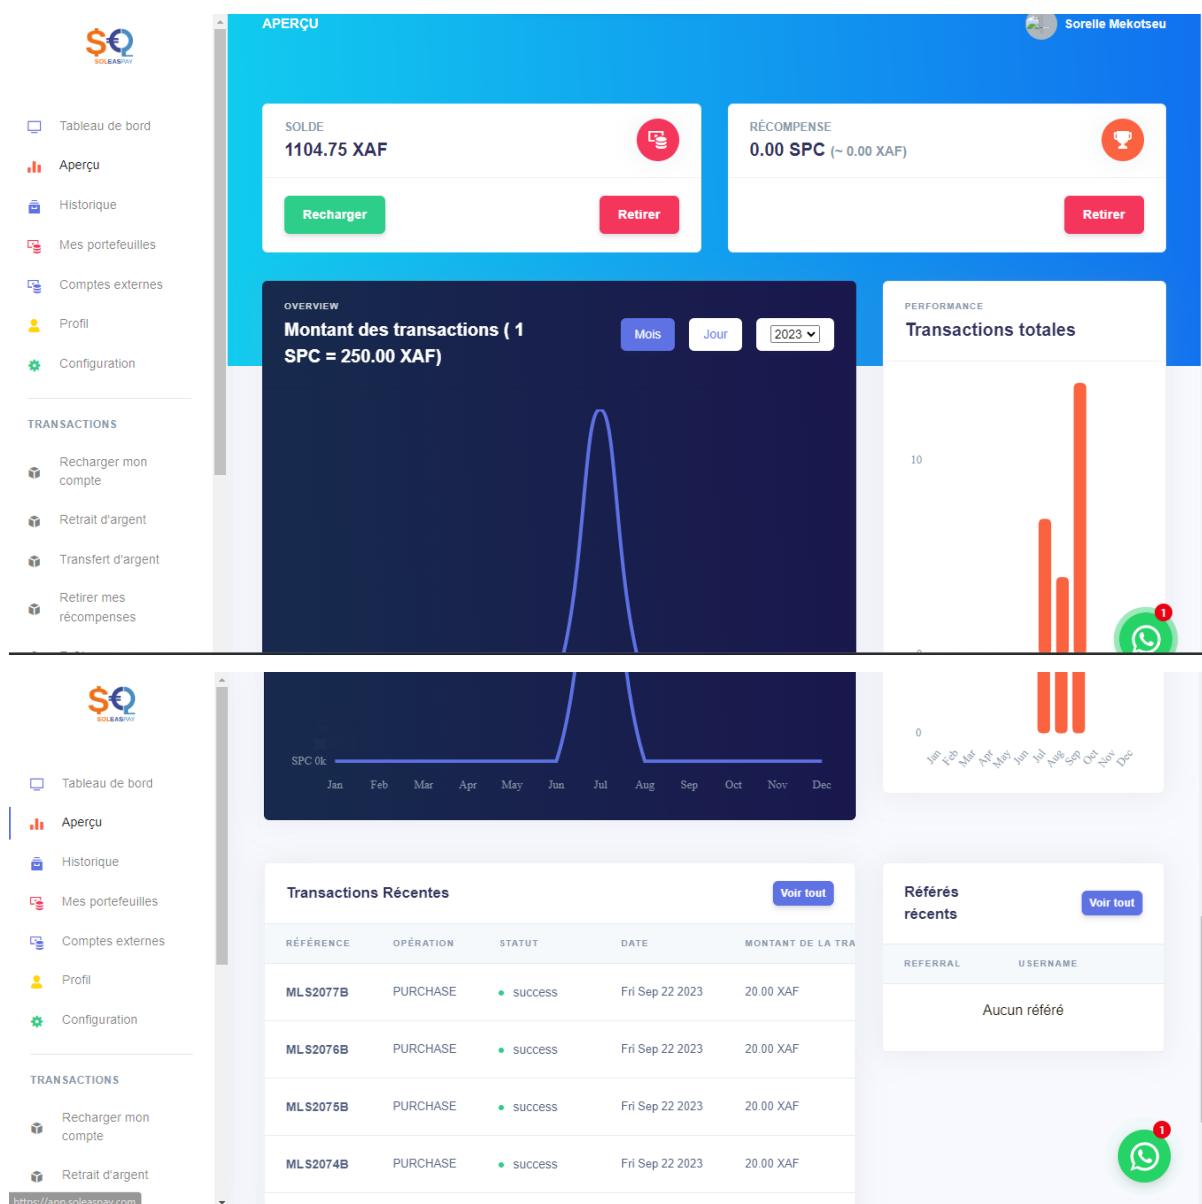 SOLEASPAY
APERÇU
Sorelle Mekotseu
Tableau de bord
Aperçu
Historique
Mes portefeuilles
Comptes externes
Profil
Configuration
TRANSACTIONS
Recharger mon
compte
Retrait d'argent
Transfert d'argent
Retirer mes
récompenses
SOLDE
1104.75 XAF
Recharger
Retirer
RÉCOMPENSE
0.00 SPC (~ 0.00 XAF)
Retirer
OVERVIEW
Montant des transactions ( 1
SPC = 250.00 XAF)
Mois
Jour
2023
PERFORMANCE
Transactions totales
10
1
SOLEASPAY
Tableau de bord
Aperçu
Historique
Mes portefeuilles
Comptes externes
Profil
Configuration
TRANSACTIONS
Recharger mon
compte
Retrait d'argent
https://app.soleaspay.com
SPC 0k
Jan Feb Mar Apr May Jun Jul Aug Sep Oct Nov Dec
0
Jan Feb Mar Apr May Jun Jul Aug Sep Oct Nov Dec
Transactions Récentes
Voir tout
RÉFÉRENCE OPÉRATION STATUT DATE MONTANT DE LA TRA
MLS2077B PURCHASE success Fri Sep 22 2023 20.00 XAF
MLS2076B PURCHASE success Fri Sep 22 2023 20.00 XAF
MLS2075B PURCHASE success Fri Sep 22 2023 20.00 XAF
MLS2074B PURCHASE success Fri Sep 22 2023 20.00 XAF
Référés
récents
Voir tout
REFERRAL USERNAME
Aucun référé
1